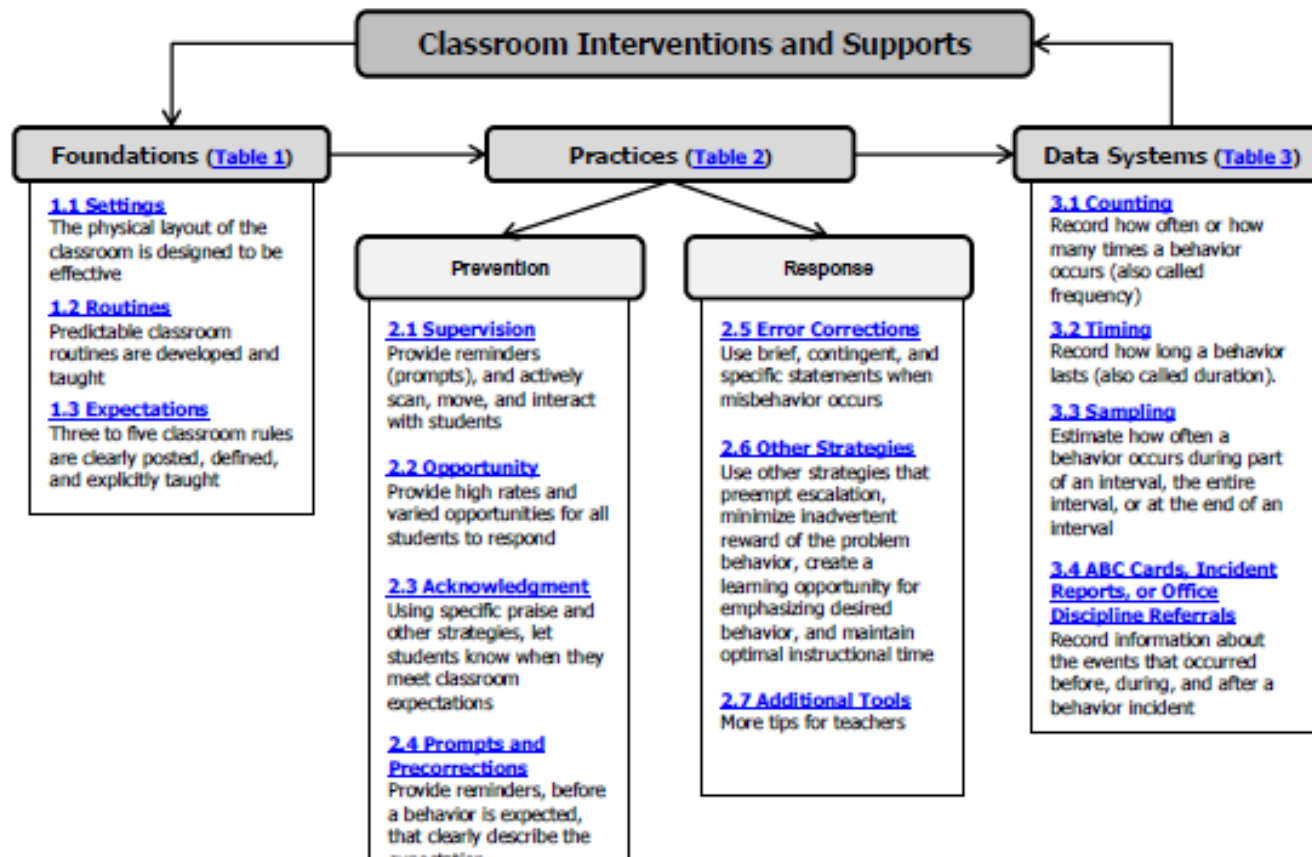 Classroom Interventions and Supports
Foundations (Table 1)
1.1 Settings
The physical layout of the
classroom is designed to be
effective
1.2 Routines
Predictable classroom
routines are developed and
taught
1.3 Expectations
Three to five classroom rules
are clearly posted, defined,
and explicitly taught
Practices (Table 2)
Prevention
2.1 Supervision
Provide reminders
(prompts), and actively
scan, move, and interact
with students
2.2 Opportunity
Provide high rates and
varied opportunities for all
students to respond
2.3 Acknowledgment
Using specific praise and
other strategies, let
students know when they
meet classroom
expectations
2.4 Prompts and
Precorrections
Provide reminders, before
a behavior is expected,
that clearly describe the
Response
2.5 Error Corrections
Use brief, contingent, and
specific statements when
misbehavior occurs
2.6 Other Strategies
Use other strategies that
preempt escalation,
minimize inadvertent
reward of the problem
behavior, create a
learning opportunity for
emphasizing desired
behavior, and maintain
optimal instructional time
2.7 Additional Tools
More tips for teachers
Data Systems (Table 3)
3.1 Counting
Record how often or how
many times a behavior
occurs (also called
frequency)
3.2 Timing
Record how long a behavior
lasts (also called duration).
3.3 Sampling
Estimate how often a
behavior occurs during part
of an interval, the entire
interval, or at the end of an
interval
3.4 ABC Cards, Incident
Reports, or Office
Discipline Referrals
Record information about
the events that occurred
before, during, and after a
behavior incident